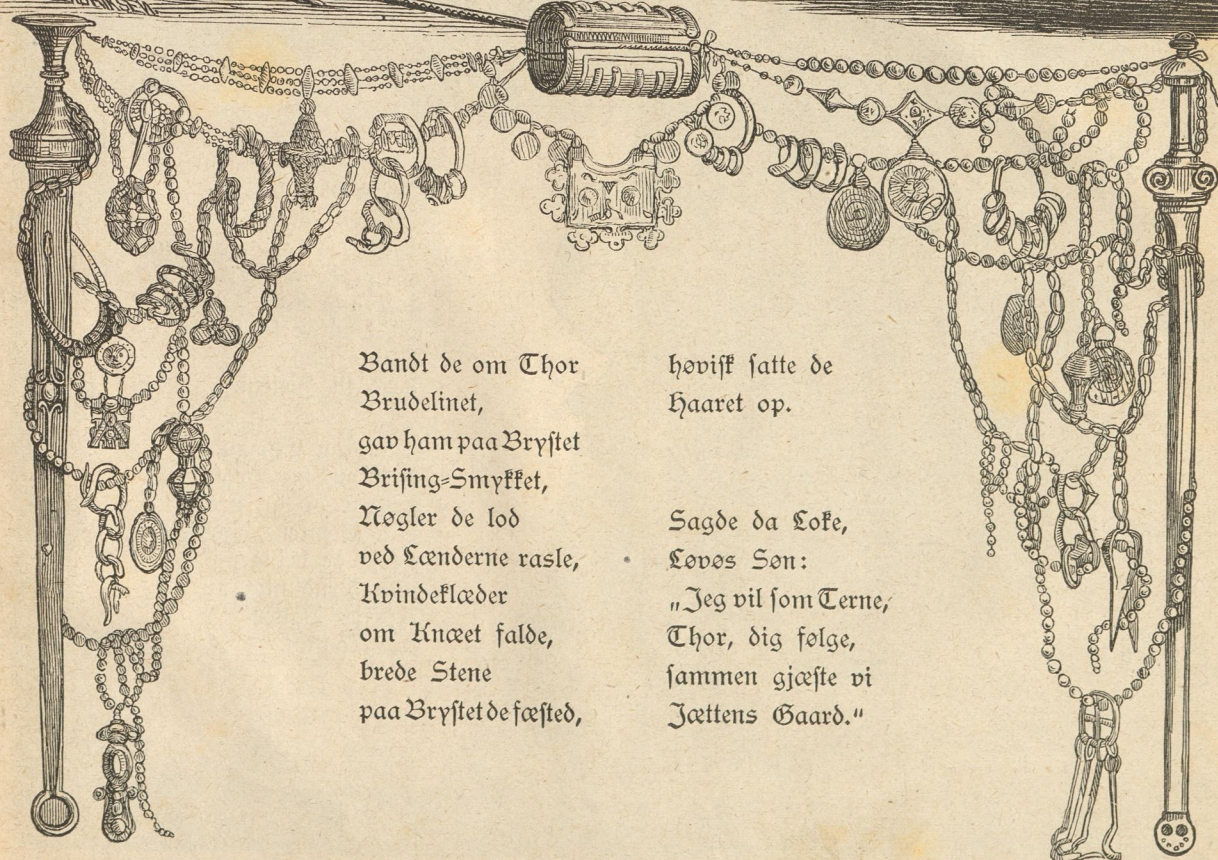 Bandt de om Thor
Brudelinet,
gav ham paa Brystet
Brising-Smykket,
Nøgler de lod
ved Lænderne rasle,
Kvindeklæder
om Knæet falde,
brede Stene
paa Brystet de fæsted,
høvisk satte de
Haaret op.
Sagde da Loke,
Løvøs Søn:
„Jeg vil som Terne,
Thor, dig følge,
sammen gjæste vi
Jættens Gaard.“